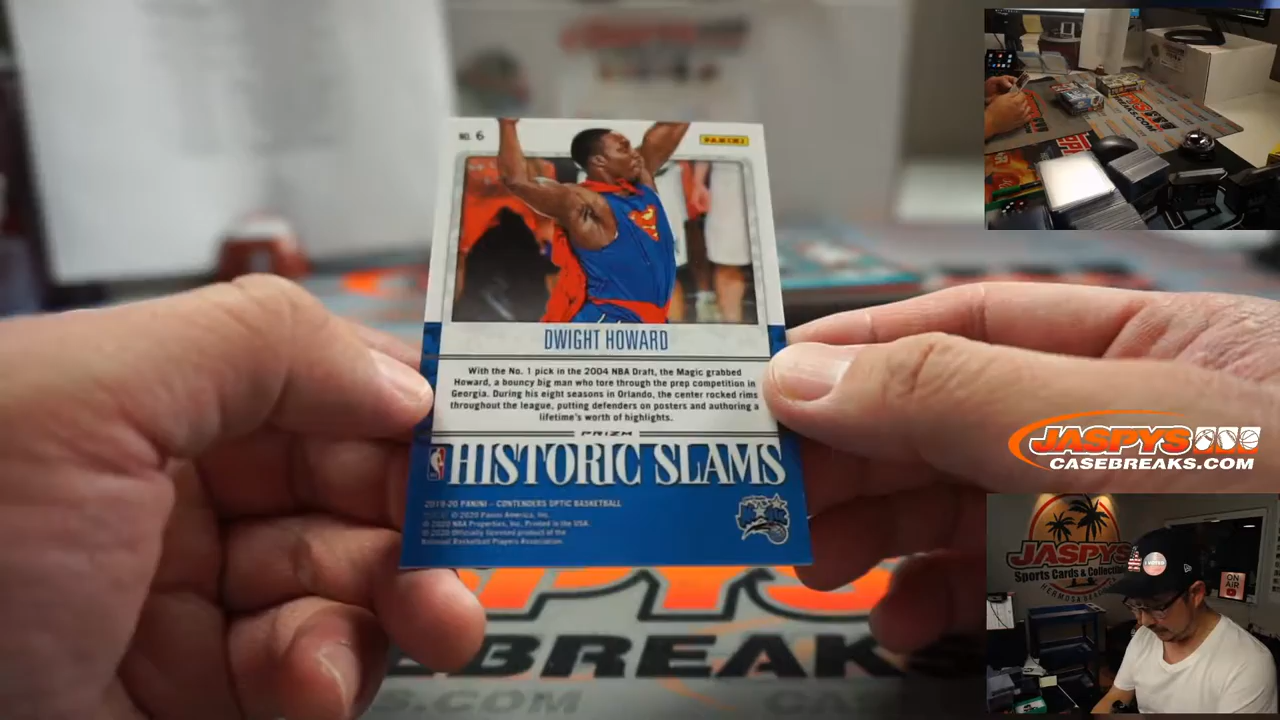 NO. 6
PANINI
DWIGHT HOWARD
With the No. 1 pick in the 2004 NBA Draft, the Magic grabbed
Howard, a bouncy big man who tore through the prep competition in
Georgia. During his eight seasons in Orlando, the center rocked rims
throughout the league, putting defenders on posters and authoring a
lifetime's worth of highlights.
PRIZM
HISTORIC SLAMS
2019-20 PANINI – CONTENDERS OPTIC BASKETBALL
© 2020 Panini America, Inc.
© 2020 NBA Properties, Inc. Printed in the USA.
© 2020 Officially licensed product of the
National Basketball Players Association.
JASPYS
CASEBREAKS.COM
JASPYS
Sports Cards & Collectibles
HERMOSA BEACH
ON
AIR